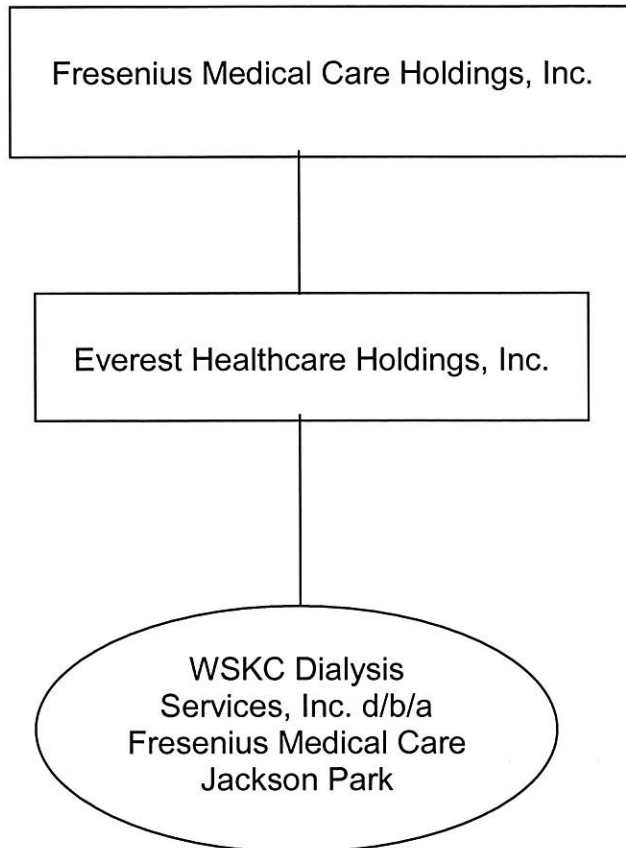 Fresenius Medical Care Holdings, Inc.
Everest Healthcare Holdings, Inc.
WSKC Dialysis
Services, Inc. d/b/a
Fresenius Medical Care
Jackson Park